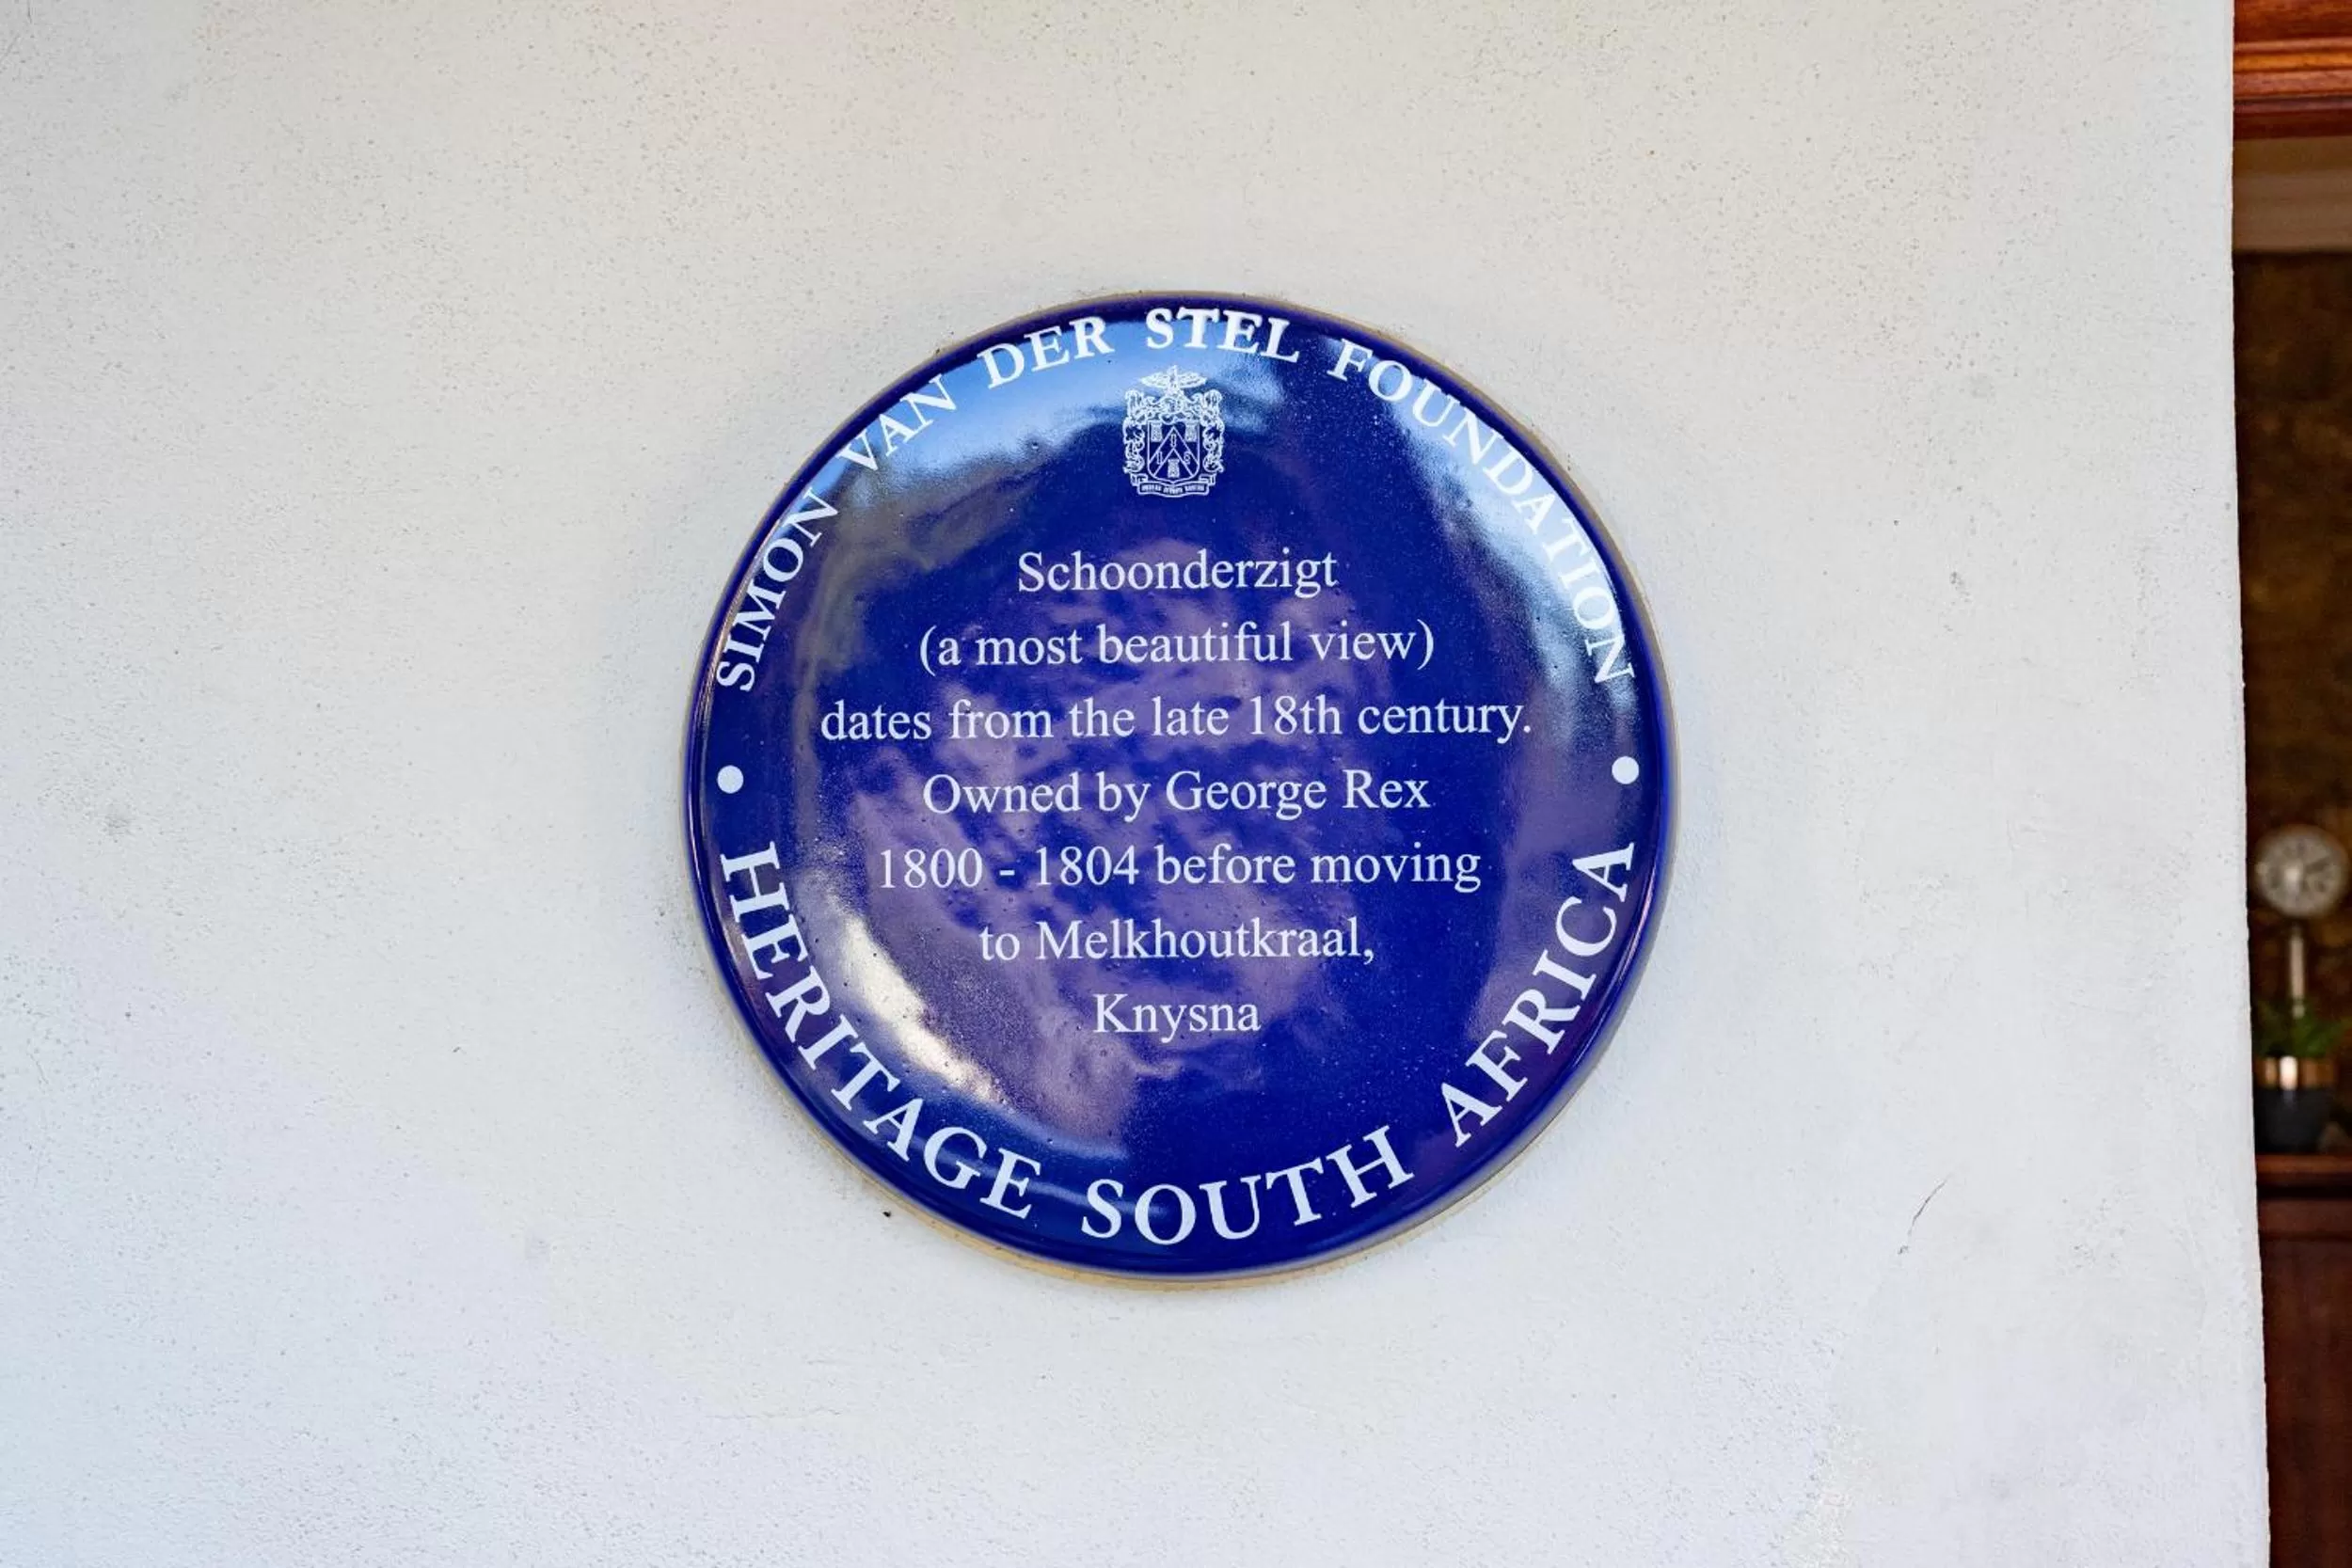 SIMON VAN DER STEL FOUNDATION
Schoonderzigt
(a most beautiful view)
dates from the late 18th century.
Owned by George Rex
1800 - 1804 before moving
to Melkhoutkraal,
Knysna
• HERITAGE SOUTH AFRICA •